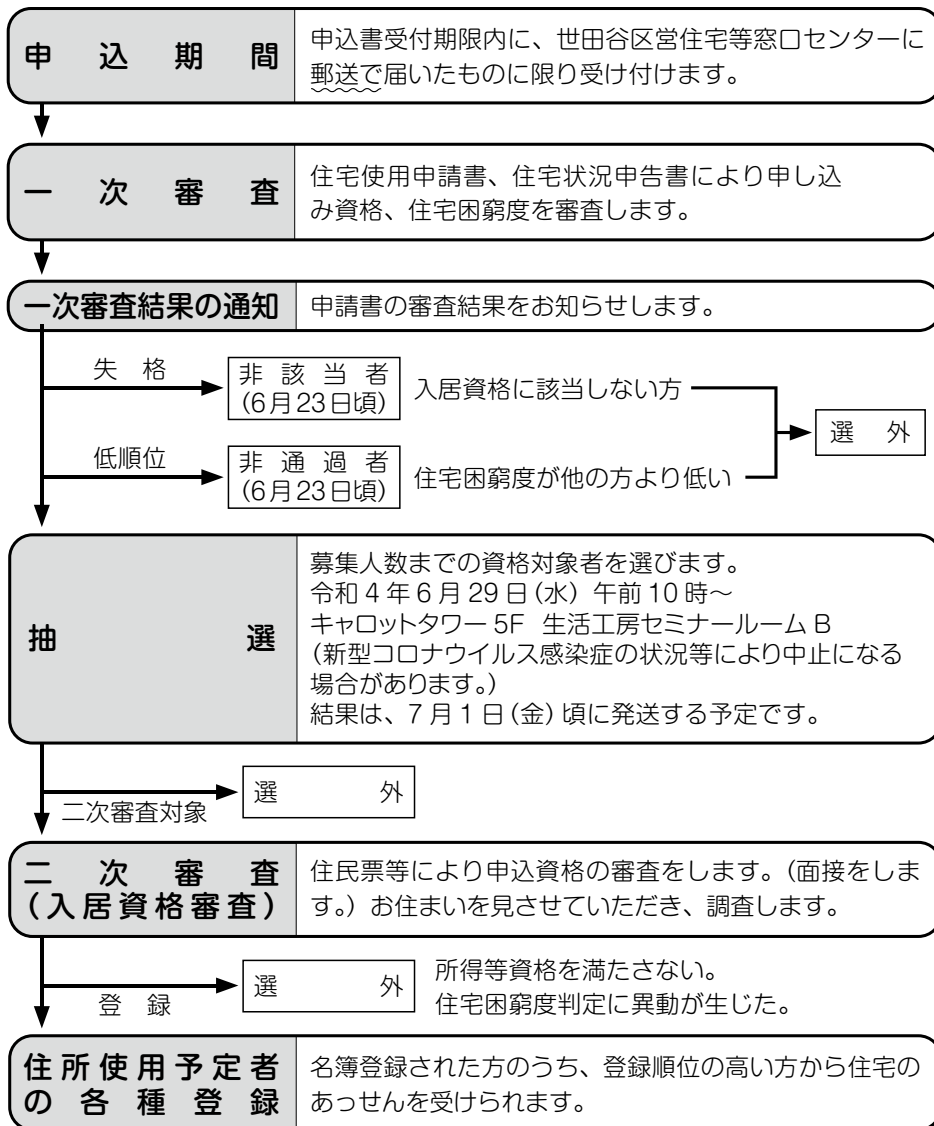 申込期間
申込書受付期限内に、世田谷区営住宅等窓口センターに
郵送で届いたものに限り受け付けます。
一次審査
住宅使用申請書、住宅状況申告書により申し込
み資格、住宅困窮度を審査します。
一次審査結果の通知
申請書の審査結果をお知らせします。
失格
非該当者
(6月23日頃)
入居資格に該当しない方
選外
低順位
非通過者
(6月23日頃)
住宅困窮度が他の方より低い
抽選
募集人数までの資格対象者を選びます。
令和4年6月29日(水) 午前10時～
キャロットタワー5F 生活工房セミナールームB
(新型コロナウイルス感染症の状況等により中止になる
場合があります。)
結果は、7月1日(金)頃に発送する予定です。
選外
二次審査対象
二次審査
(入居資格審査)
住民票等により申込資格の審査をします。(面接をしま
す。)お住まいを見させていただき、調査します。
選外
所得等資格を満たさない。
住宅困窮度判定に異動が生じた。
登録
住所使用予定者
の各種登録
名簿登録された方のうち、登録順位の高い方から住宅の
あっせんを受けられます。